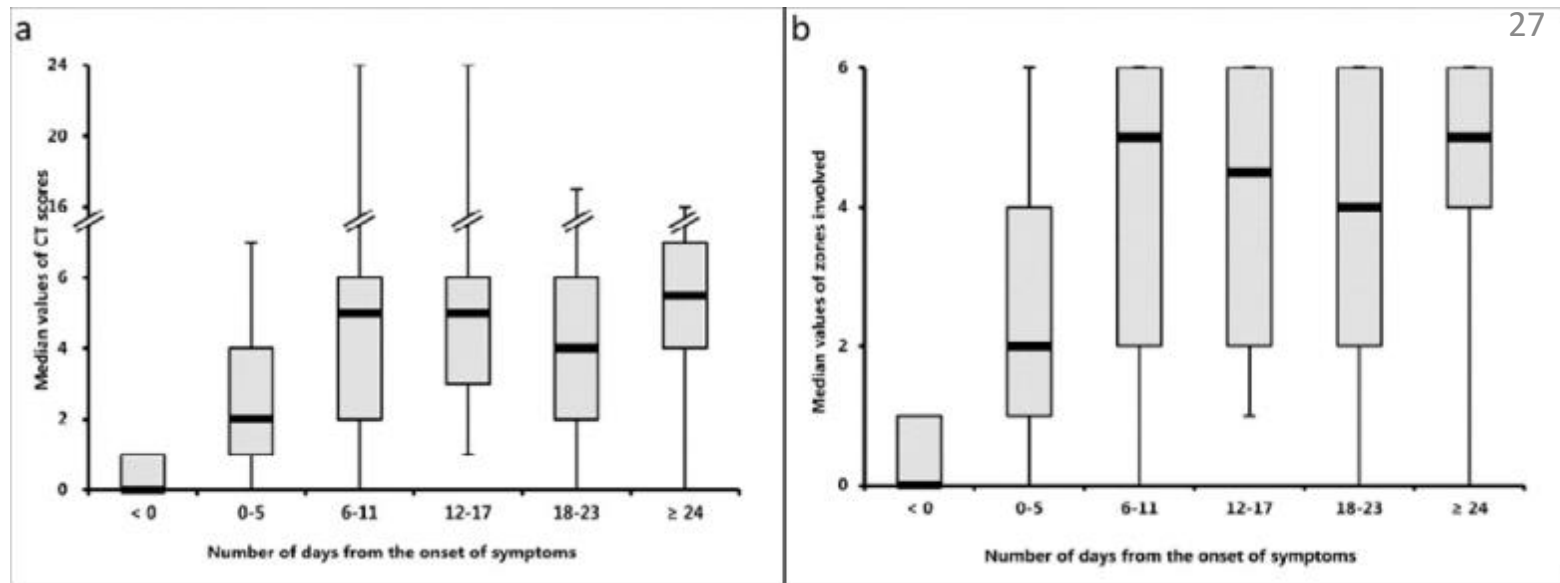 a
24
20
16
6
4
2
0
Median values of CT scores
< 0 0-5 6-11 12-17 18-23 ≥ 24
Number of days from the onset of symptoms
b
27
6
4
2
0
Median values of zones involved
< 0 0-5 6-11 12-17 18-23 ≥ 24
Number of days from the onset of symptoms